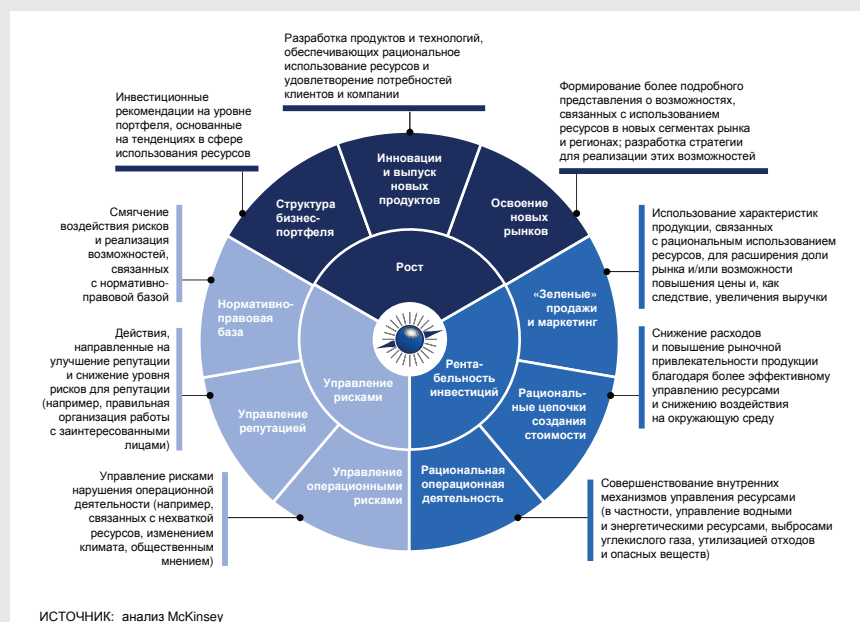 Разработка продуктов и технологий,
обеспечивающих рациональное
использование ресурсов и
удовлетворение потребностей
клиентов и компании
Инвестиционные
рекомендации на уровне
портфеля, основанные
на тенденциях в сфере
использования ресурсов
Формирование более подробного
представления о возможностях,
связанных с использованием
ресурсов в новых сегментах рынка
и регионах; разработка стратегии
для реализации этих возможностей
Смягчение
воздействия рисков
и реализация
возможностей,
связанных
с нормативно-
правовой базой
Действия,
направленные на
улучшение репутации
и снижение уровня
рисков для репутации
(например, правильная
организация работы
с заинтересованными
лицами)
Управление рисками
нарушения операционной
деятельности (например,
связанных с нехваткой
ресурсов, изменением
климата, общественным
мнением)
Структура
бизнес-
портфеля
Инновации
и выпуск
новых
продуктов
Освоение
новых
рынков
Рост
Нормативно-
правовая
база
Управление
рисками
Управление
репутацией
Управление
операционными
рисками
«Зеленые»
продажи
и маркетинг
Рента-
бельность
инвестиций
Рациональ-
ные цепочки
создания
стоимости
Рациональная
операционная
деятельность
Использование характеристик
продукции, связанных
с рациональным использованием
ресурсов, для расширения доли
рынка и/или возможности
повышения цены и, как
следствие, увеличения выручки
Снижение расходов
и повышение рыночной
привлекательности продукции
благодаря более эффективному
управлению ресурсами
и снижению воздействия
на окружающую среду
Совершенствование внутренних
механизмов управления ресурсами
(в частности, управление водными
и энергетическими ресурсами, выбросами
углекислого газа, утилизацией отходов
и опасных веществ)
ИСТОЧНИК: анализ McKinsey